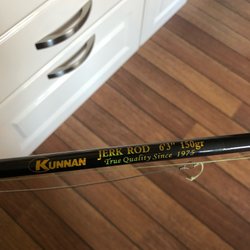 KUNNAN JERK ROD 6'3" 150gr
True Quality Since 1975